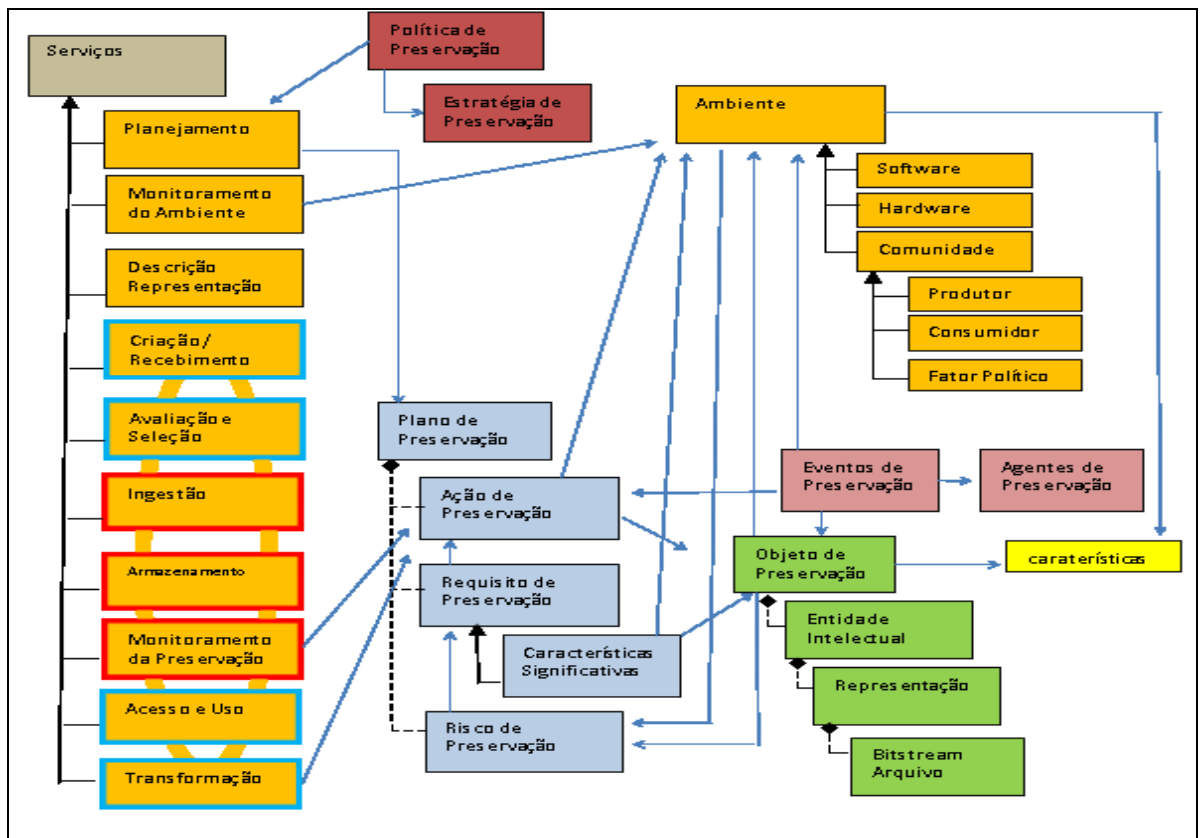 Serviços
Política de
Preservação
Estratégia de
Preservação
Ambiente
Planejamento
Software
Monitoramento
do Ambiente
Hardware
Comunidade
Descrição
Representação
Produtor
Consumidor
Criação/
Recebimento
Fator Político
Avaliação e
Seleção
Plano de
Preservação
Eventos de
Preservação
Agentes de
Preservação
Ingestão
Ação de
Preservação
Objeto de
Preservação
caraterísticas
Armazenamento
Requisito de
Preservação
Entidade
Intelectual
Monitoramento
da Preservação
Características
Significativas
Representação
Acesso e Uso
Risco de
Preservação
Bitstream
Arquivo
Transformação